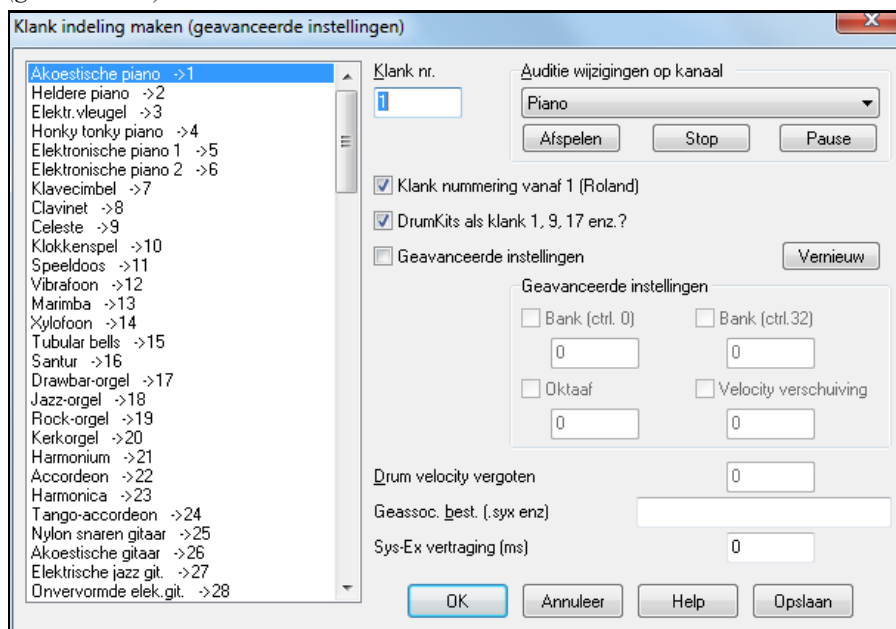 Klank indeling maken (geavanceerde instellingen)
Akoestische piano ->1
Heldere piano ->2
Elektr.vleugel ->3
Honky tonky piano ->4
Elektronische piano 1 ->5
Elektronische piano 2 ->6
Klavecimbel ->7
Clavinet ->8
Celeste ->9
Klokkenspel ->10
Speeldoos ->11
Vibrafoon ->12
Marimba ->13
Xylofoon ->14
Tubular bells ->15
Santur ->16
Drawbar-orgel ->17
Jazz-orgel ->18
Rock-orgel ->19
Kerkorgel ->20
Harmonium ->21
Accordeon ->22
Harmonica ->23
Tango-accordeon ->24
Nylon snaren gitaar ->25
Akoestische gitaar ->26
Elektrische jazz git. ->27
Onvervormde elek.git. ->28
Klank nr.
1
Auditie wijzigingen op kanaal
Piano
Afspelen Stop Pause
Klank nummering vanaf 1 (Roland)
DrumKits als klank 1, 9, 17 enz.?
Geavanceerde instellingen Vernieuw
Geavanceerde instellingen
Bank (ctrl. 0) Bank (ctrl.32)
0 0
Oktaaf Velocity verschuiving
0 0
Drum velocity vergoten 0
Geassoc. best. (.syx enz)
Sys-Ex vertraging (ms) 0
OK Annuleer Help Opslaan